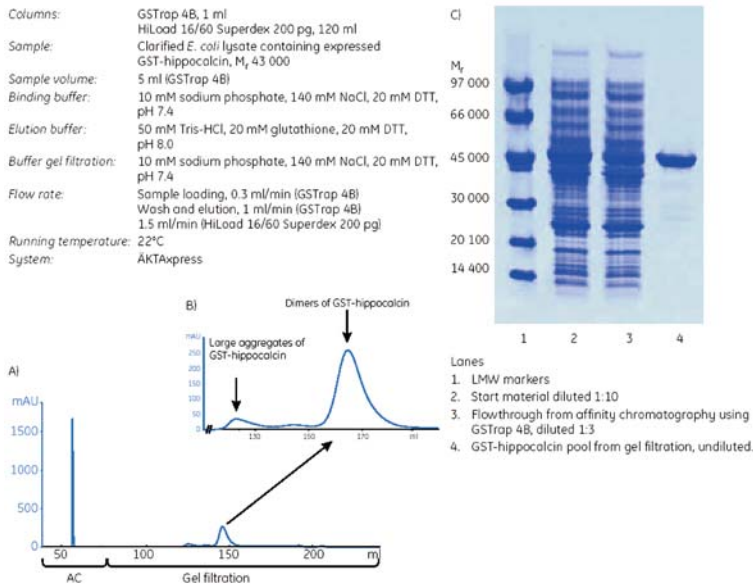 Columns: GSTrap 4B, 1 ml
HiLoad 16/60 Superdex 200 pg, 120 ml
Sample: Clarified E. coli lysate containing expressed
GST-hippocalcin, Mr 43 000
Sample volume: 5 ml (GSTrap 4B)
Binding buffer: 10 mM sodium phosphate, 140 mM NaCl, 20 mM DTT,
pH 7.4
Elution buffer: 50 mM Tris-HCl, 20 mM glutathione, 20 mM DTT,
pH 8.0
Buffer gel filtration: 10 mM sodium phosphate, 140 mM NaCl, 20 mM DTT,
pH 7.4
Flow rate: Sample loading, 0.3 ml/min (GSTrap 4B)
Wash and elution, 1 ml/min (GSTrap 4B)
1.5 ml/min (HiLoad 16/60 Superdex 200 pg)
Running temperature: 22°C
System: ÄKTAxpress
A)
mAU
1500
1000
500
0
50 100 150 200 m
AC Gel filtration
B)
Dimers of GST-hippocalcin
Large aggregates of
GST-hippocalcin
mAU
250
200
150
100
50
0
130 150 170
C)
Mr
97 000
66 000
45 000
30 000
20 100
14 400
1 2 3 4
Lanes
1. LMW markers
2. Start material diluted 1:10
3. Flowthrough from affinity chromatography using
GSTrap 4B, diluted 1:3
4. GST-hippocalcin pool from gel filtration, undiluted.